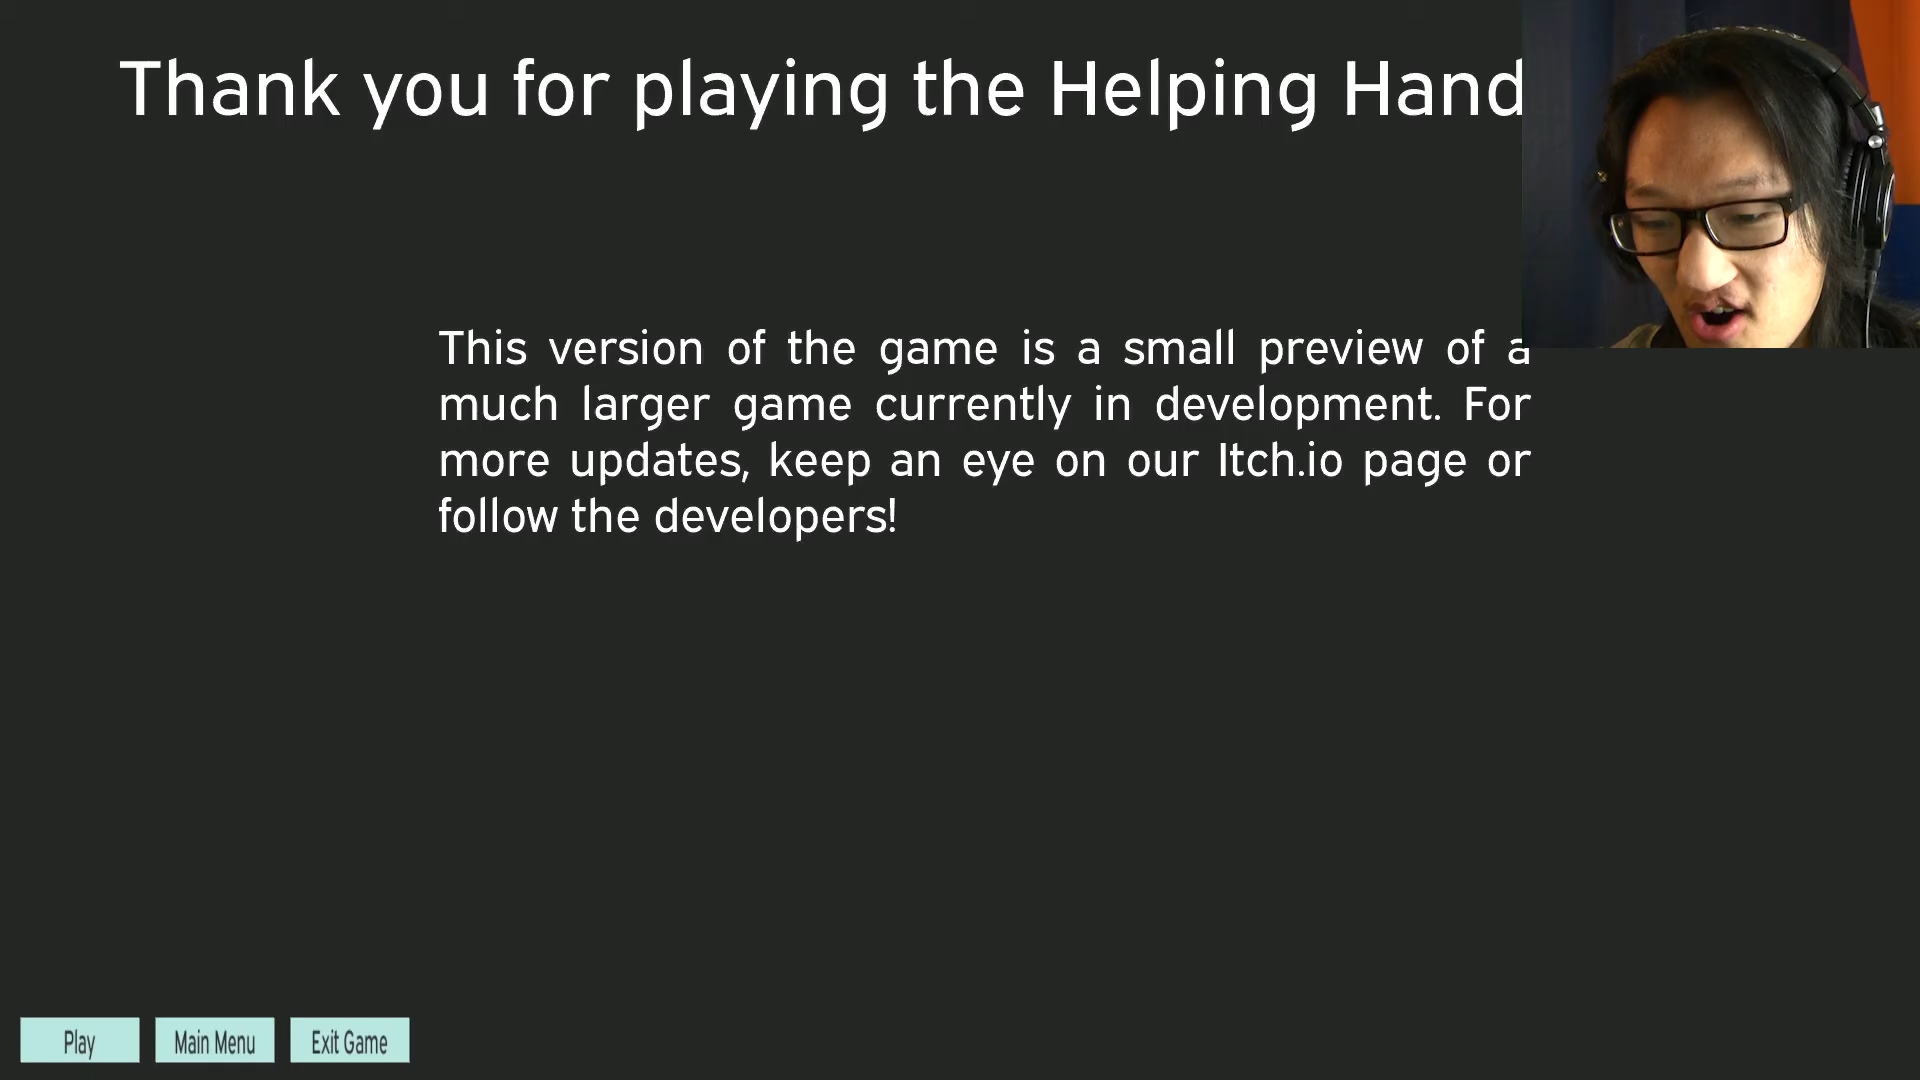 Thank you for playing the Helping Hand
This version of the game is a small preview of a
much larger game currently in development. For
more updates, keep an eye on our Itch.io page or
follow the developers!
Play
Main Menu
Exit Game